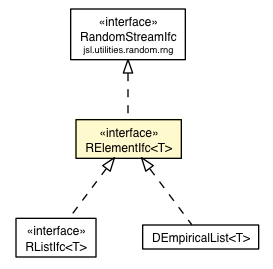 «interface»
RandomStreamIfc
jsl.utilities.random.rng
«interface»
RElementIfc<T>
«interface»
RListIfc<T>
DEmpiricalList<T>